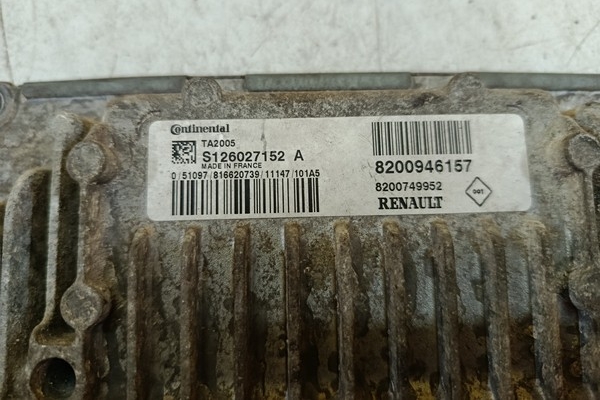 Continental
TA2005
S126027152 A
MADE IN FRANCE
0/51097/816620739/11147/101A5
8200946157
8200749952
RENAULT